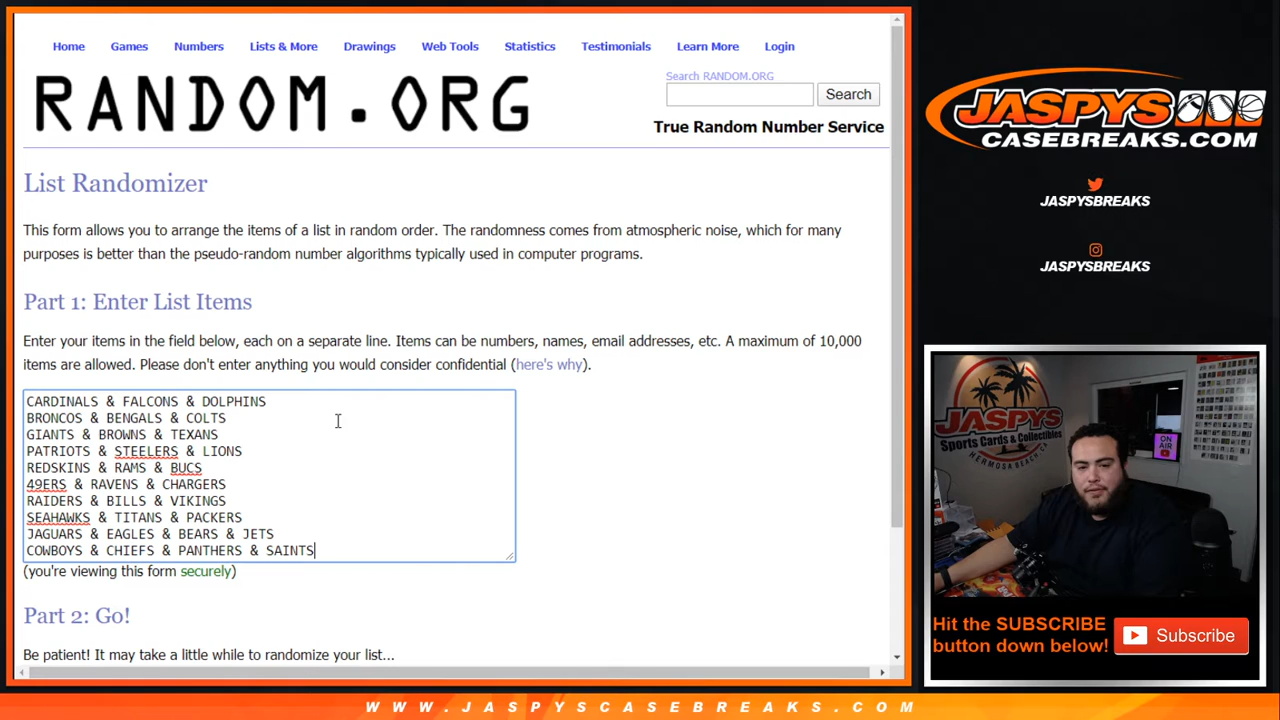 Home Games Numbers Lists & More Drawings Web Tools Statistics Testimonials Learn More Login
RANDOM.ORG
Search RANDOM.ORG
Search
True Random Number Service
List Randomizer
This form allows you to arrange the items of a list in random order. The randomness comes from atmospheric noise, which for many
purposes is better than the pseudo-random number algorithms typically used in computer programs.
Part 1: Enter List Items
Enter your items in the field below, each on a separate line. Items can be numbers, names, email addresses, etc. A maximum of 10,000
items are allowed. Please don't enter anything you would consider confidential (here's why).
CARDINALS & FALCONS & DOLPHINS
BRONCOS & BENGALS & COLTS
GIANTS & BROWNS & TEXANS
PATRIOTS & STEELERS & LIONS
REDSKINS & RAMS & BUCS
49ERS & RAVENS & CHARGERS
RAIDERS & BILLS & VIKINGS
SEAHAWKS & TITANS & PACKERS
JAGUARS & EAGLES & BEARS & JETS
COWBOYS & CHIEFS & PANTHERS & SAINTS
(you're viewing this form securely)
Part 2: Go!
Be patient! It may take a little while to randomize your list...
JASPYS
CASEBREAKS.COM
JASPYSBREAKS
JASPYSBREAKS
JASPYS
Sports Cards & Collectibles
HERMOSA BEACH, CA
ON AIR
Hit the SUBSCRIBE
button down below!
Subscribe
WWW.JASPYSCASEBREAKS.COM